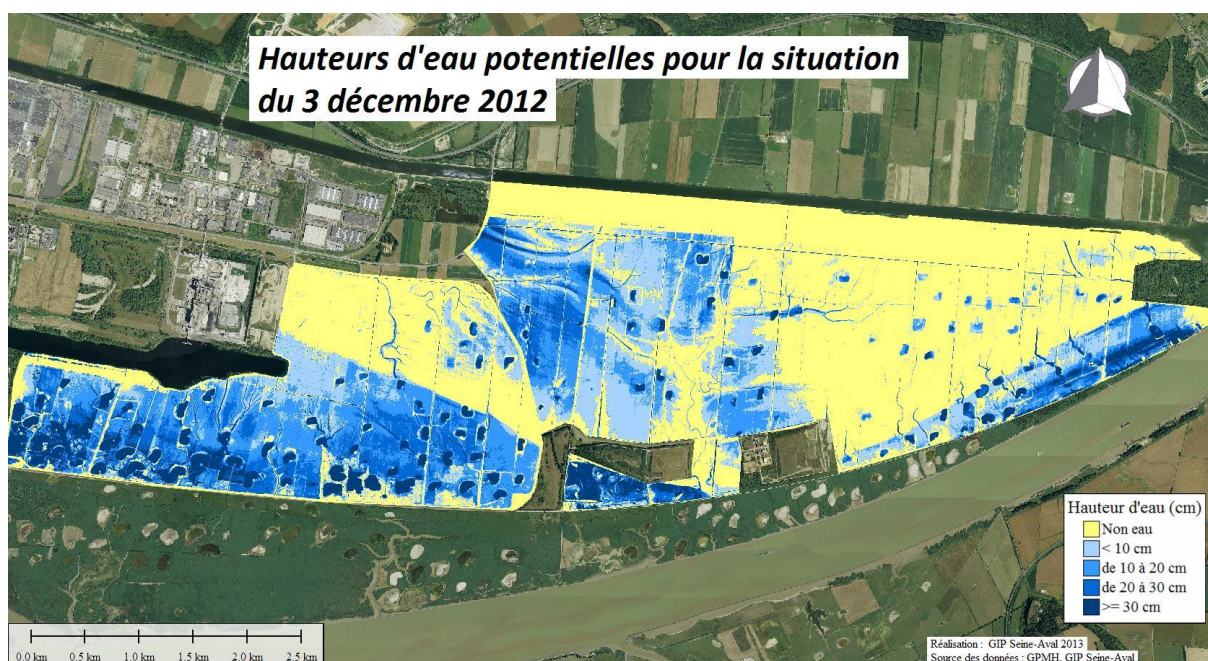 Hauteurs d'eau potentielles pour la situation
du 3 décembre 2012
Hauteur d'eau (cm)
Non eau
< 10 cm
de 10 à 20 cm
de 20 à 30 cm
>= 30 cm
0.0 km 0.5 km 1.0 km 1.5 km 2.0 km 2.5 km
Réalisation : GIP Seine-Aval 2013
Source des données : GPMH, GIP Seine-Aval